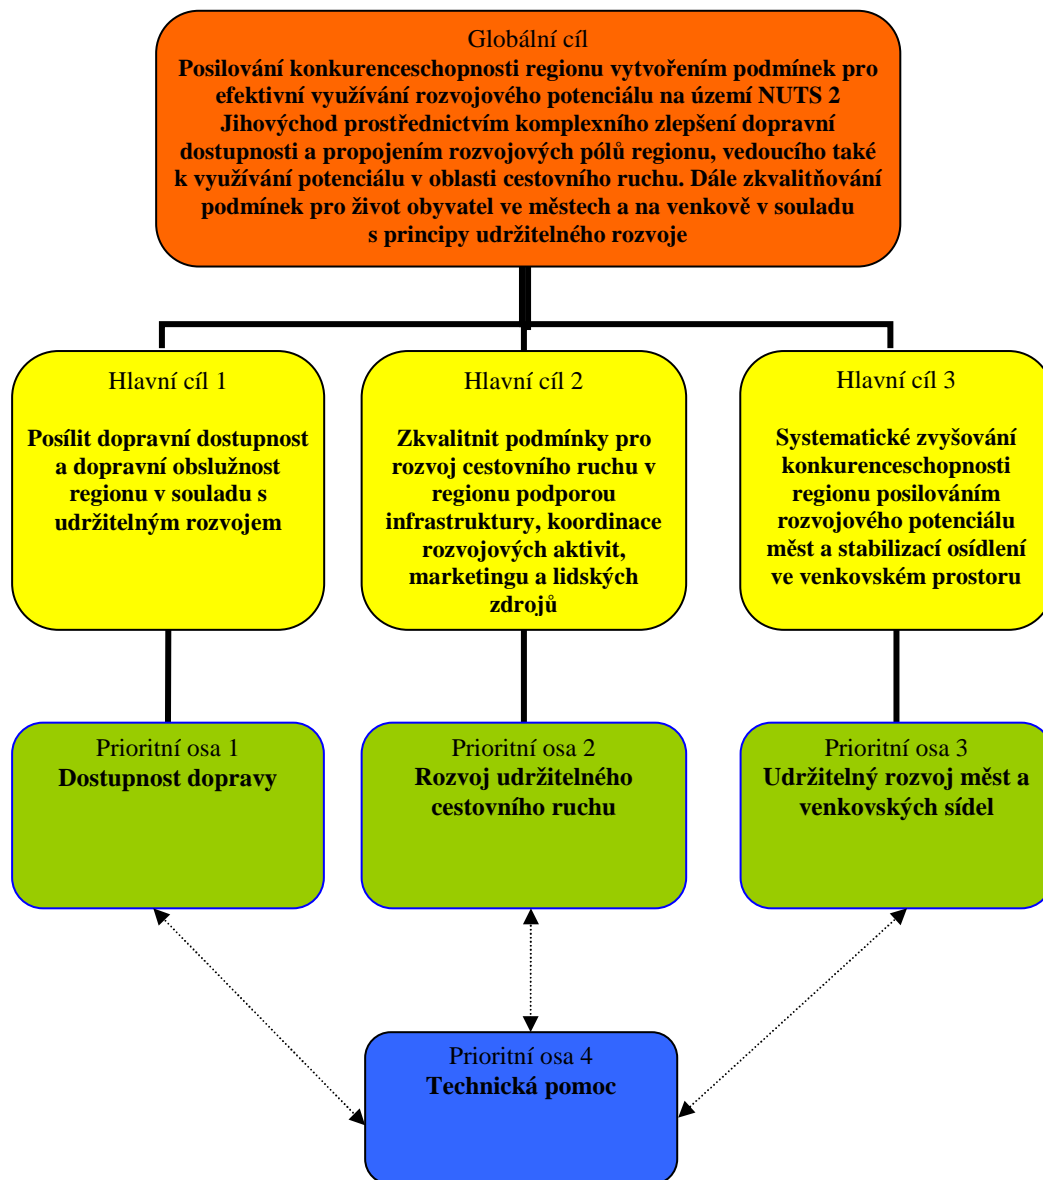 Globální cíl
Posilování konkurenceschopnosti regionu vytvořením podmínek pro
efektivní využívání rozvojového potenciálu na území NUTS 2
Jihovýchod prostřednictvím komplexního zlepšení dopravní
dostupnosti a propojením rozvojových pólů regionu, vedoucího také
k využívání potenciálu v oblasti cestovního ruchu. Dále zkvalitňování
podmínek pro život obyvatel ve městech a na venkově v souladu
s principy udržitelného rozvoje
Hlavní cíl 1
Posílit dopravní dostupnost
a dopravní obslužnost
regionu v souladu s
udržitelným rozvojem
Hlavní cíl 2
Zkvalitnit podmínky pro
rozvoj cestovního ruchu v
regionu podporou
infrastruktury, koordinace
rozvojových aktivit,
marketingu a lidských
zdrojů
Hlavní cíl 3
Systematické zvyšování
konkurenceschopnosti
regionu posilováním
rozvojového potenciálu
měst a stabilizací osídlení
ve venkovském prostoru
Prioritní osa 1
Dostupnost dopravy
Prioritní osa 2
Rozvoj udržitelného
cestovního ruchu
Prioritní osa 3
Udržitelný rozvoj měst a
venkovských sídel
Prioritní osa 4
Technická pomoc